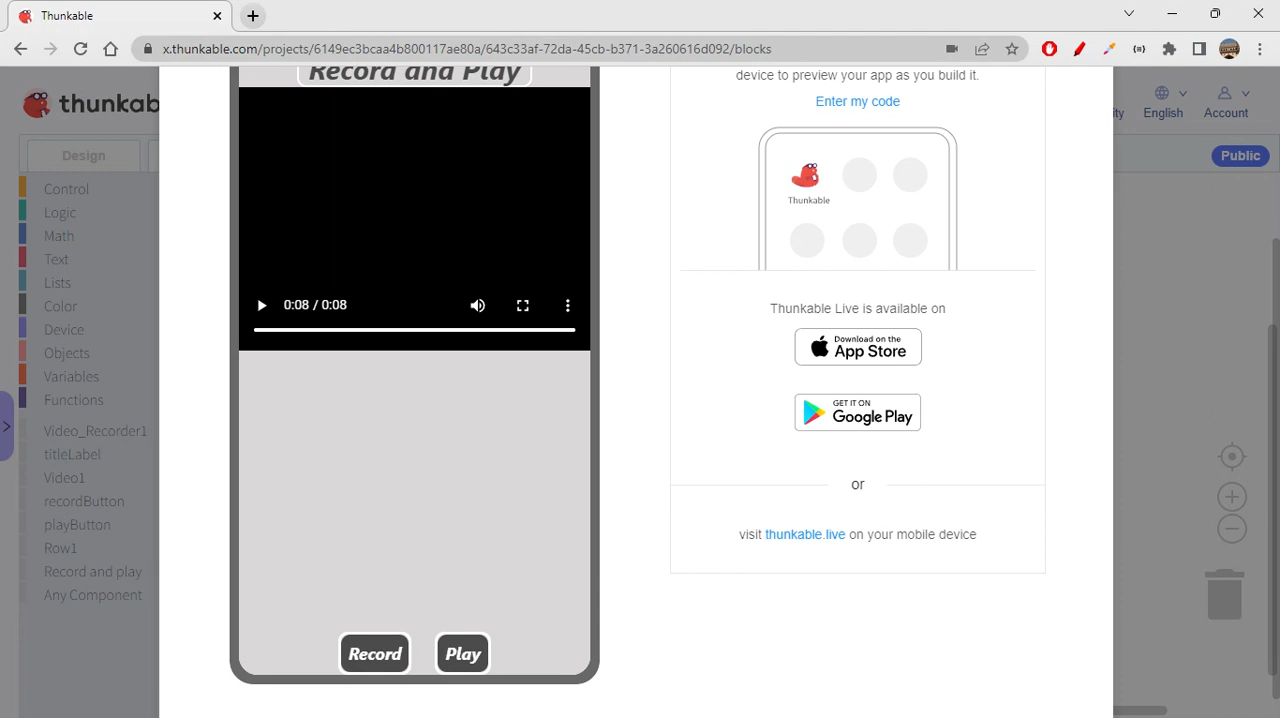 Thunkable
x.thunkable.com/projects/6149ec3bcaa4b800117ae80a/643c33af-72da-45cb-b371-3a260616d092/blocks
thunkab
ity
English
Account
Design
Public
Control
Logic
Math
Text
Lists
Color
Device
Objects
Variables
Functions
Video_Recorder1
titleLabel
Video1
recordButton
playButton
Row1
Record and play
Any Component
Record and Play
0:08 / 0:08
Record
Play
device to preview your app as you build it.
Enter my code
Thunkable
Thunkable Live is available on
Download on the
App Store
GET IT ON
Google Play
or
visit thunkable.live on your mobile device